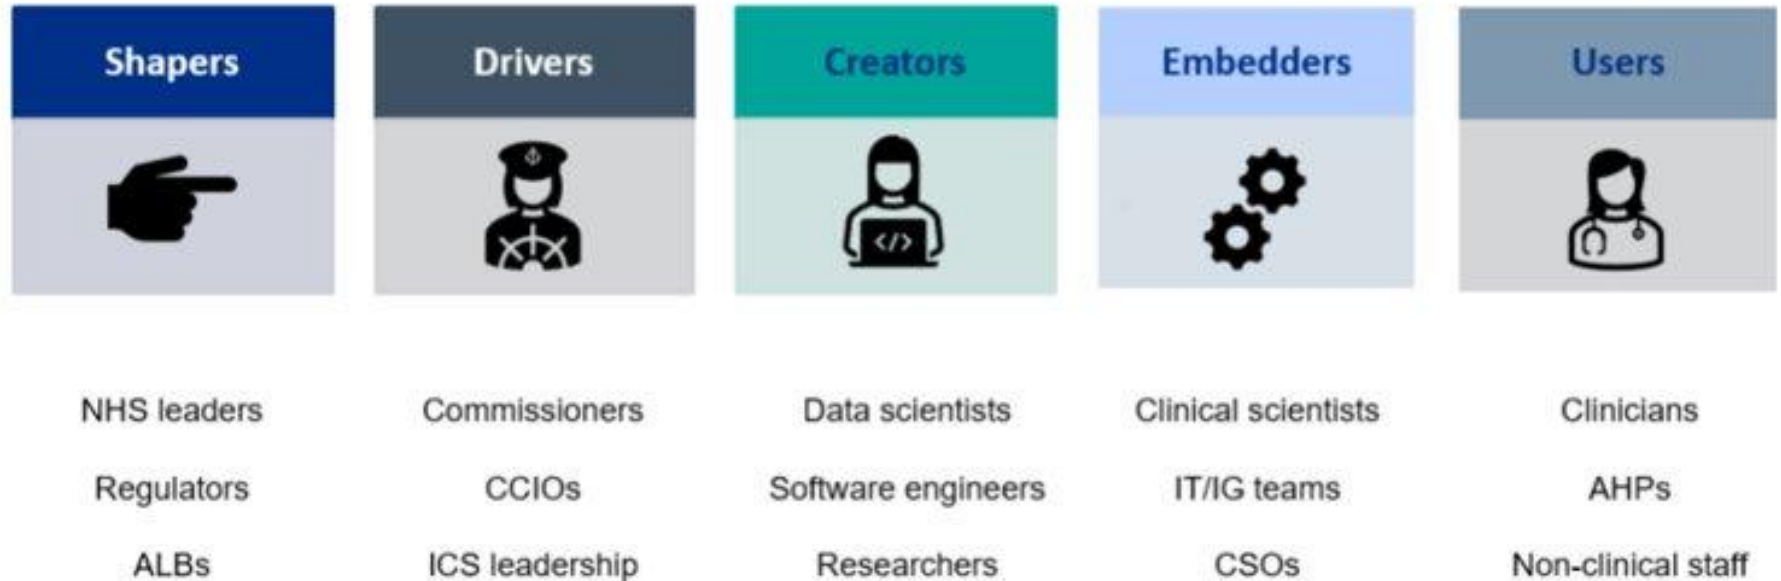 Shapers
Drivers
Creators
Embedders
Users
</>
NHS leaders
Commissioners
Data scientists
Clinical scientists
Clinicians
Regulators
CCIOs
Software engineers
IT/IG teams
AHPs
ALBs
ICS leadership
Researchers
CSOs
Non-clinical staff